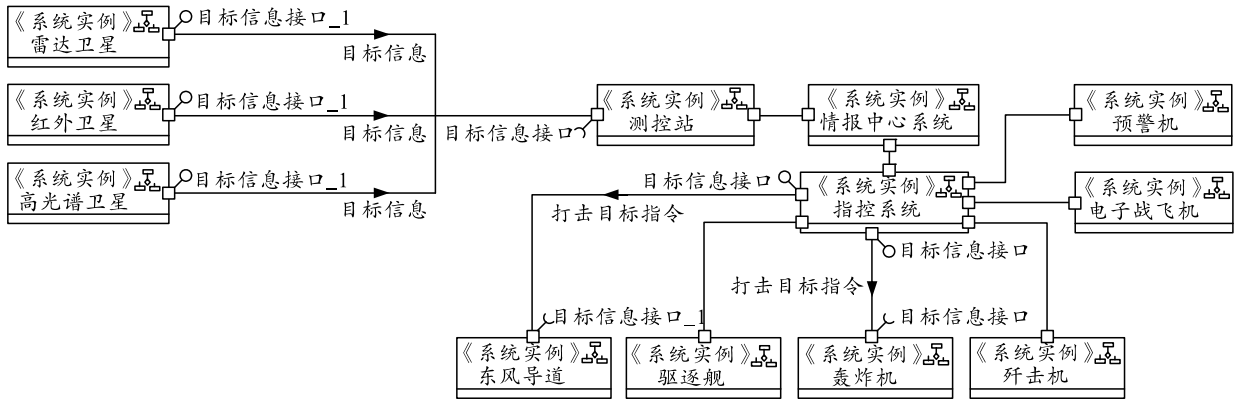 《系统实例》
雷达卫星
目标信息接口_1
目标信息
《系统实例》
红外卫星
目标信息接口_1
目标信息
《系统实例》
高光谱卫星
目标信息接口_1
目标信息
目标信息接口
《系统实例》
测控站
《系统实例》
情报中心系统
《系统实例》
预警机
《系统实例》
指控系统
目标信息接口
打击目标指令
《系统实例》
电子战飞机
目标信息接口
打击目标指令
目标信息接口_1
目标信息接口
《系统实例》
东风导道
《系统实例》
驱逐舰
《系统实例》
轰炸机
《系统实例》
歼击机